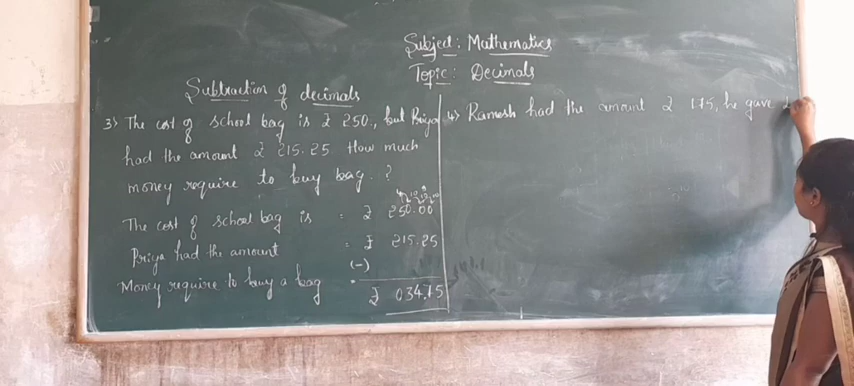 Subject: Mathematics
Topic: Decimals
Subtraction of decimals
3) The cost of school bag is ₹ 250., but Priya
had the amount ₹ 215.25 How much
money require to buy bag. ?
The cost of school bag is = ₹ 250.00
Priya had the amount = ₹ 215.25
(-)
Money require to buy a bag = ₹ 034.75
4) Ramesh had the amount ₹ 175, he gave